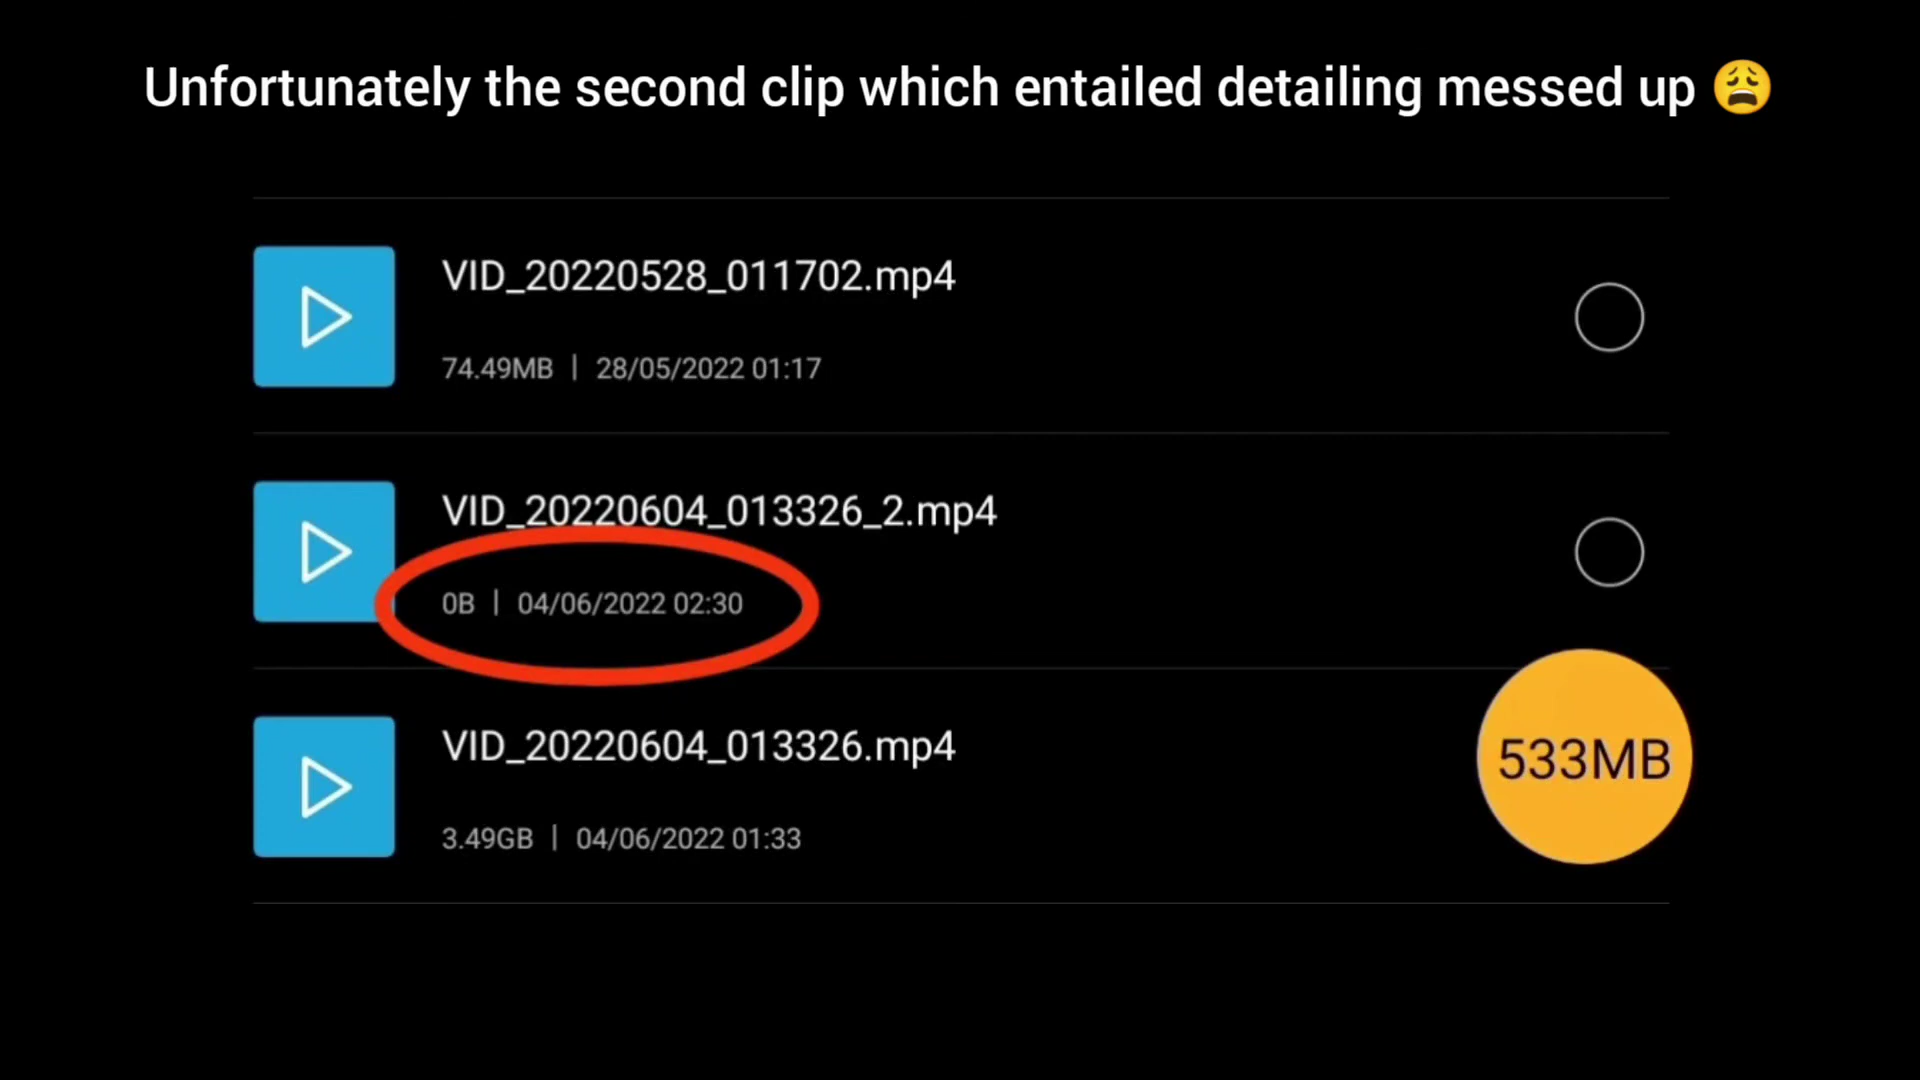 Unfortunately the second clip which entailed detailing messed up 😩
VID_20220528_011702.mp4
74.49MB | 28/05/2022 01:17
VID_20220604_013326_2.mp4
0B | 04/06/2022 02:30
VID_20220604_013326.mp4
533MB
3.49GB | 04/06/2022 01:33